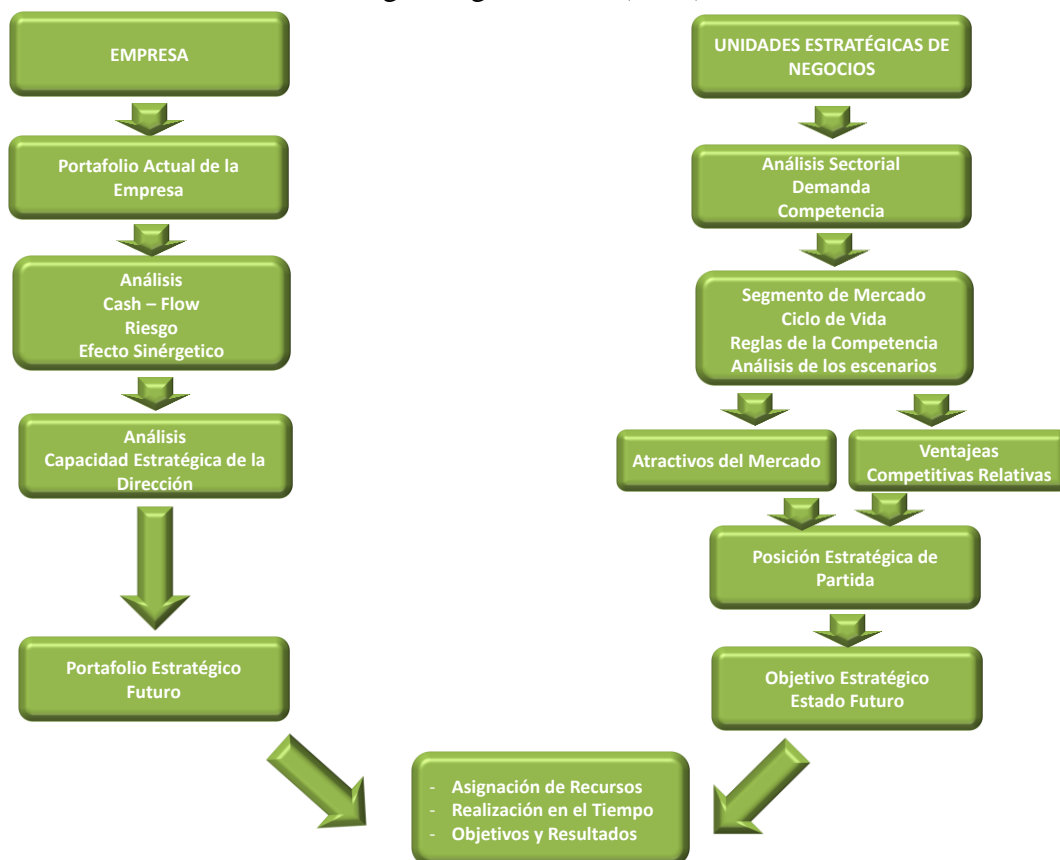 EMPRESA
Portafolio Actual de la
Empresa
Análisis
Cash – Flow
Riesgo
Efecto Sinérgetico
Análisis
Capacidad Estratégica de la
Dirección
Portafolio Estratégico
Futuro
UNIDADES ESTRATÉGICAS DE
NEGOCIOS
Análisis Sectorial
Demanda
Competencia
Segmento de Mercado
Ciclo de Vida
Reglas de la Competencia
Análisis de los escenarios
Atractivos del Mercado
Ventajeas
Competitivas Relativas
Posición Estratégica de
Partida
Objetivo Estratégico
Estado Futuro
- Asignación de Recursos
- Realización en el Tiempo
- Objetivos y Resultados